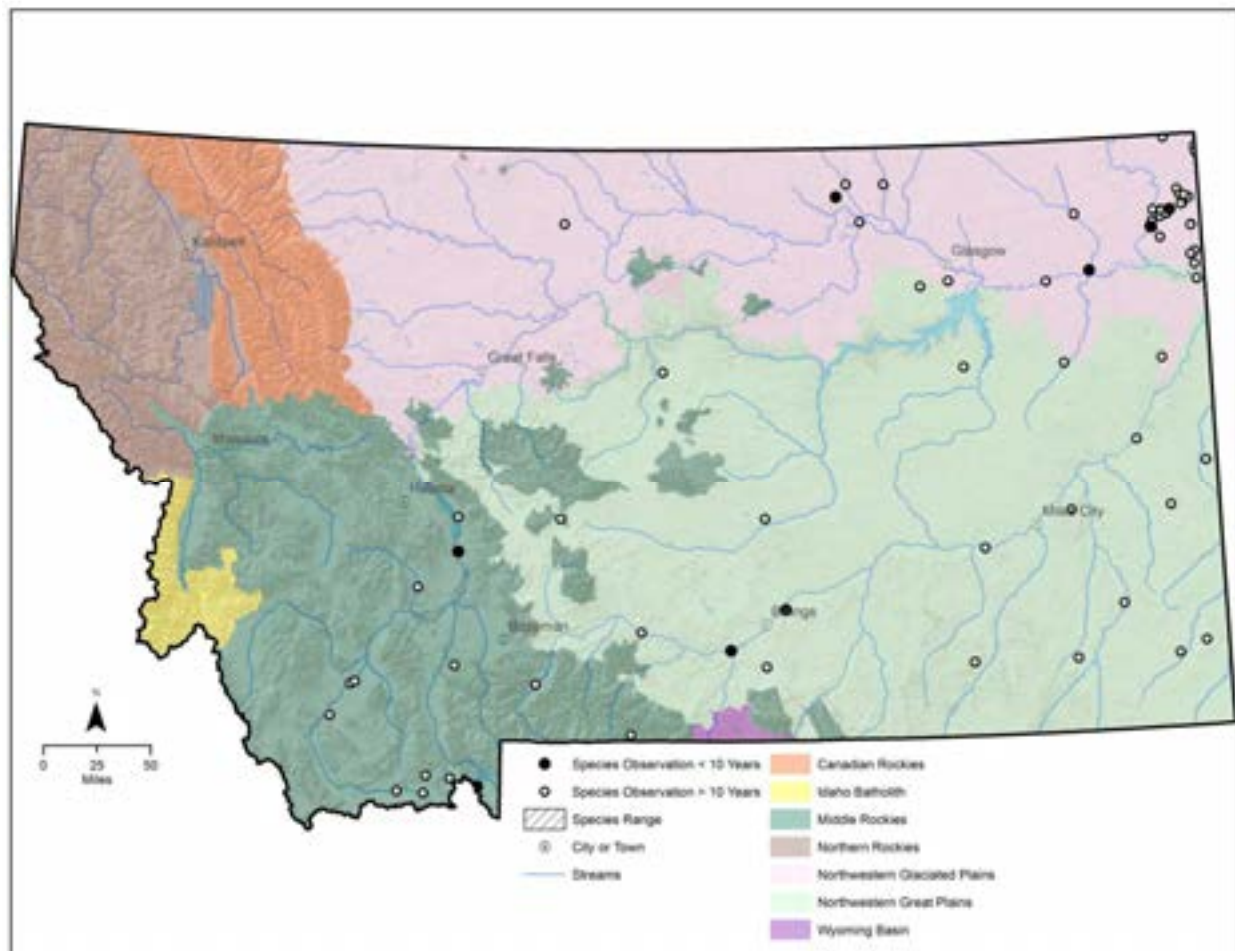 Kalispell
Glasgow
Great Falls
Missoula
Helena
Miles City
Bozeman
Billings
N
0 25 50
Miles
Species Observation < 10 Years
Species Observation > 10 Years
Species Range
City or Town
Streams
Canadian Rockies
Idaho Batholith
Middle Rockies
Northern Rockies
Northwestern Glaciated Plains
Northwestern Great Plains
Wyoming Basin